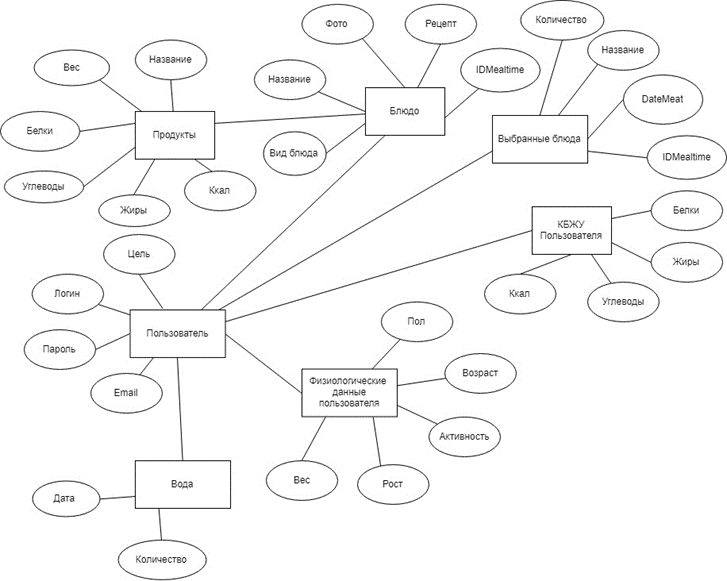 Фото
Рецепт
Количество
Название
Название
IDMealtime
Вес
Название
DateMeat
Блюдо
Белки
Продукты
Выбранные блюда
Вид блюда
IDMealtime
Углеводы
Ккал
Жиры
Белки
КБЖУ
Пользователя
Цель
Жиры
Логин
Ккал
Углеводы
Пол
Пользователь
Пароль
Возраст
Физиологические
данные
пользователя
Email
Активность
Вес
Рост
Вода
Дата
Количество